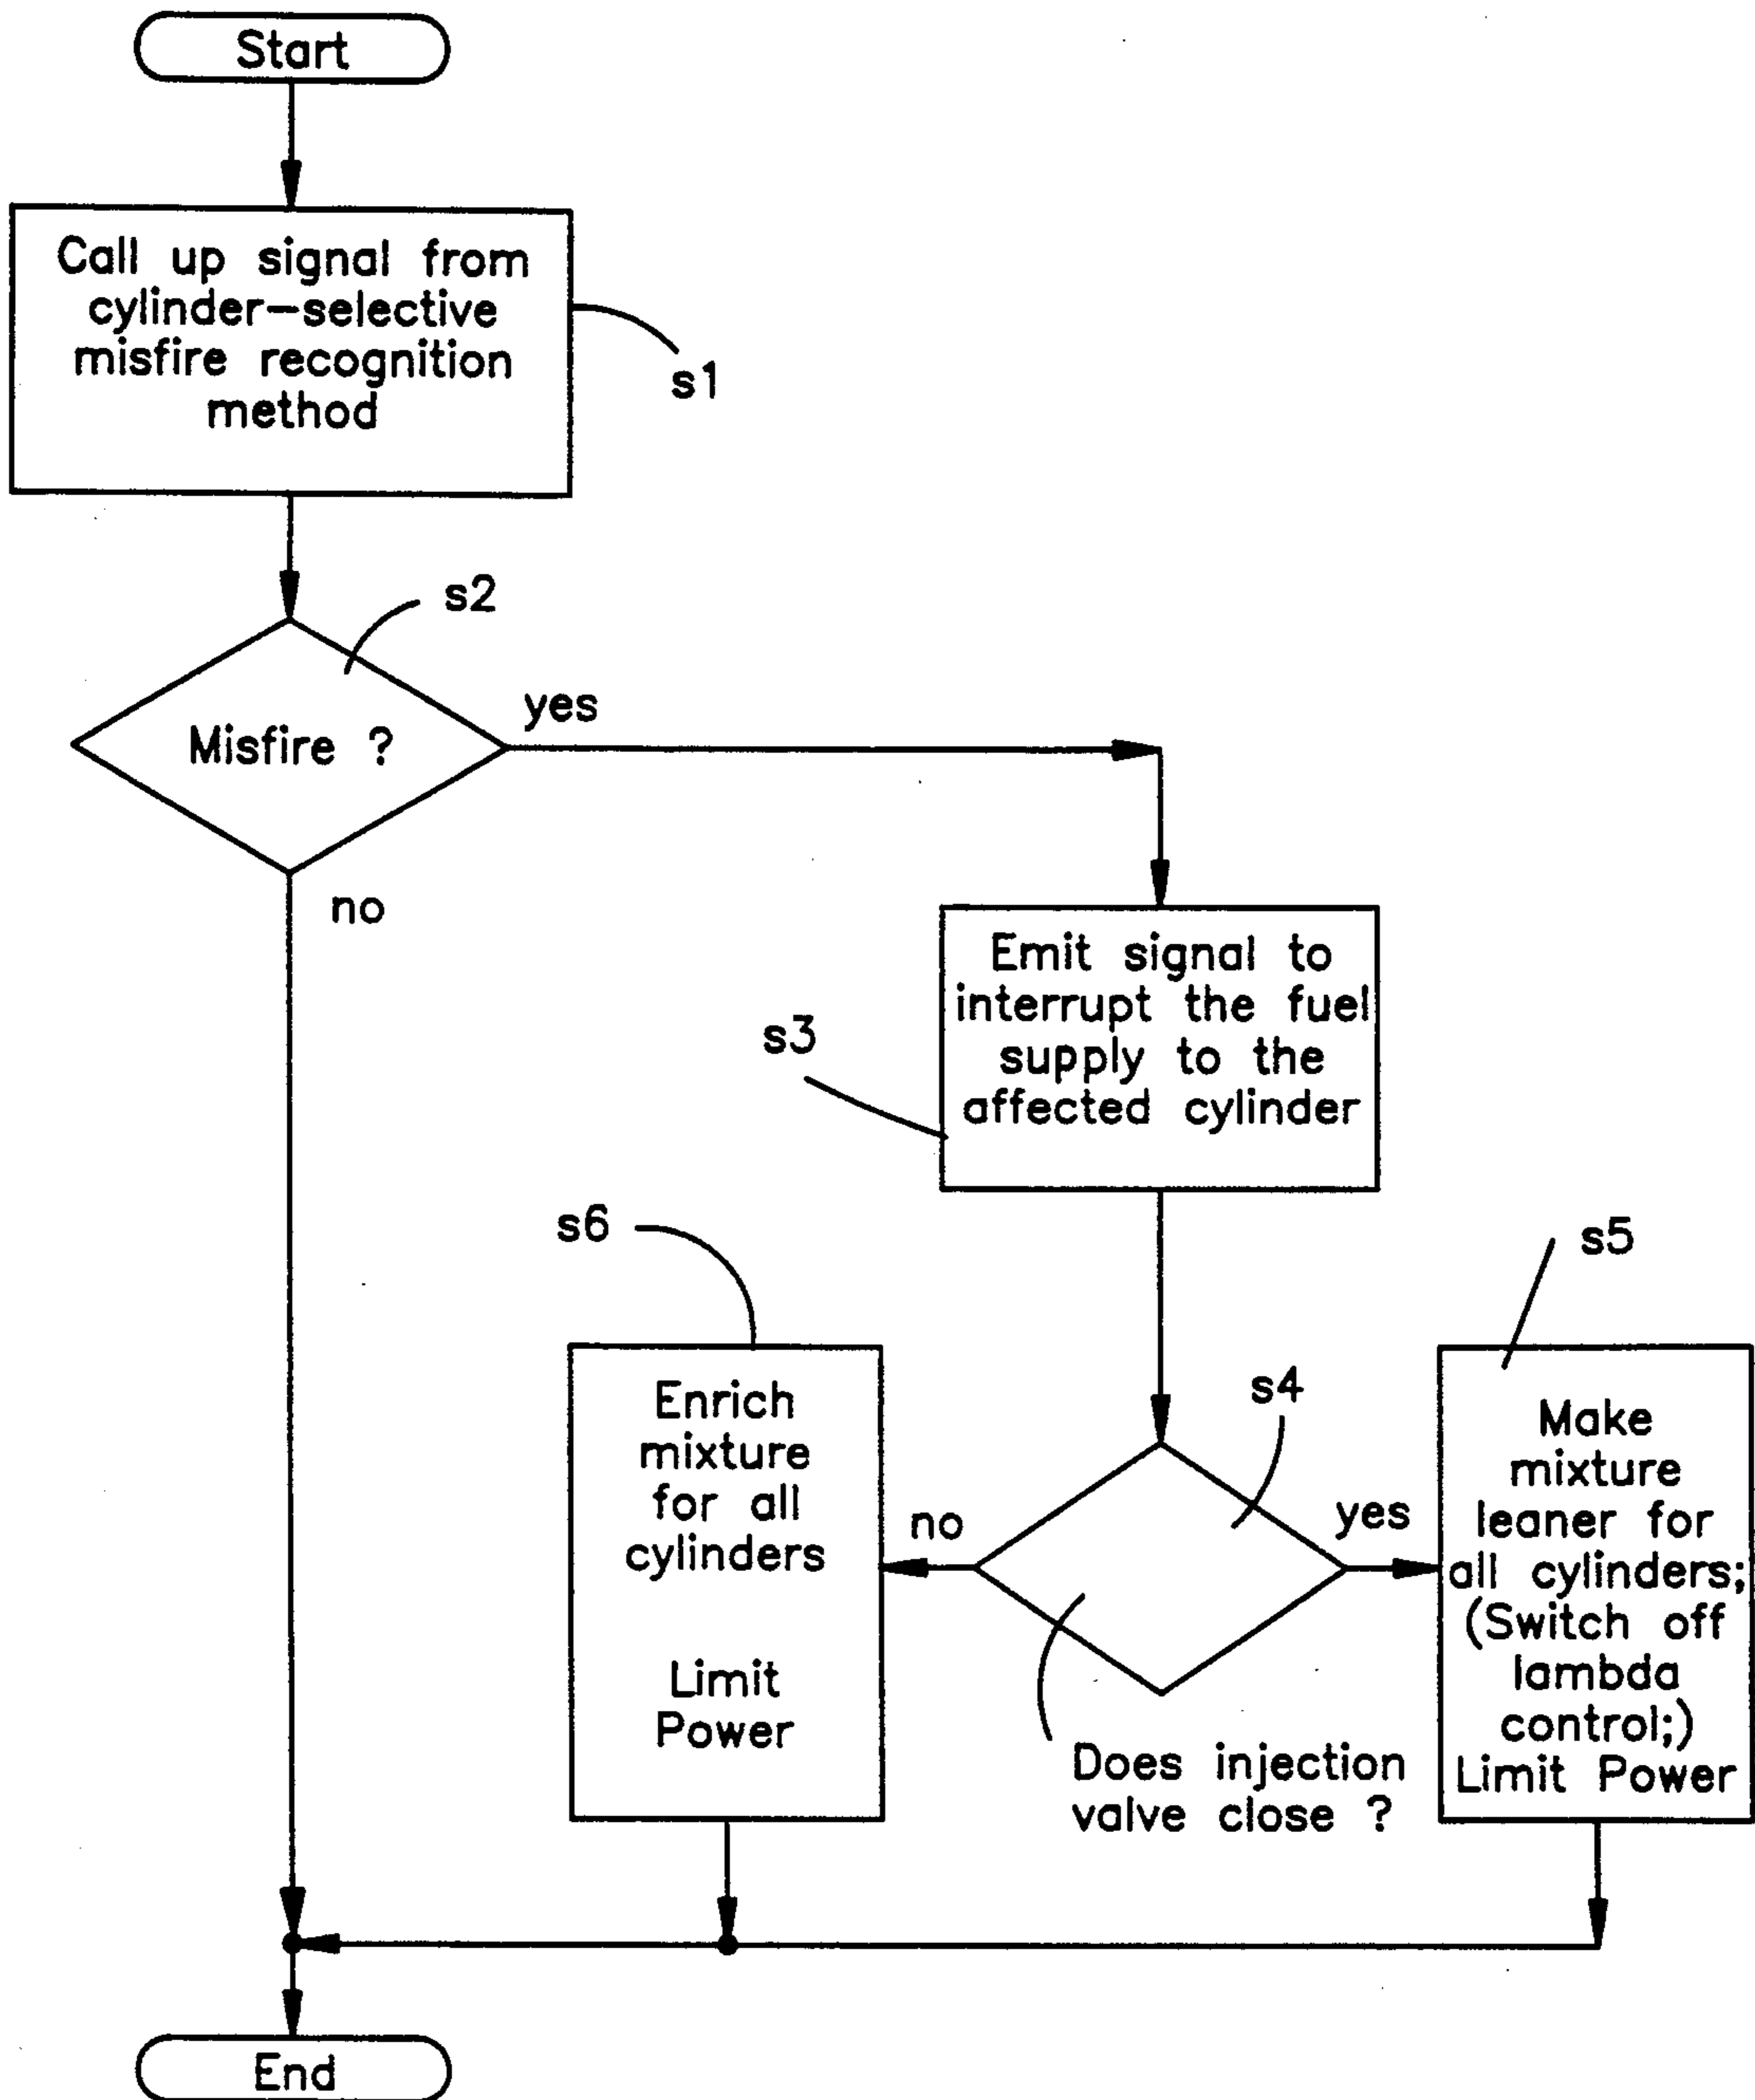 Start
Call up signal from
cylinder-selective
misfire recognition
method
s1
s2
Misfire ?
yes
no
Emit signal to
interrupt the fuel
supply to the
affected cylinder
s3
s4
Does injection
valve close ?
yes
no
s5
Make
mixture
leaner for
all cylinders;
(Switch off
lambda
control;)
Limit Power
s6
Enrich
mixture
for all
cylinders
Limit
Power
End